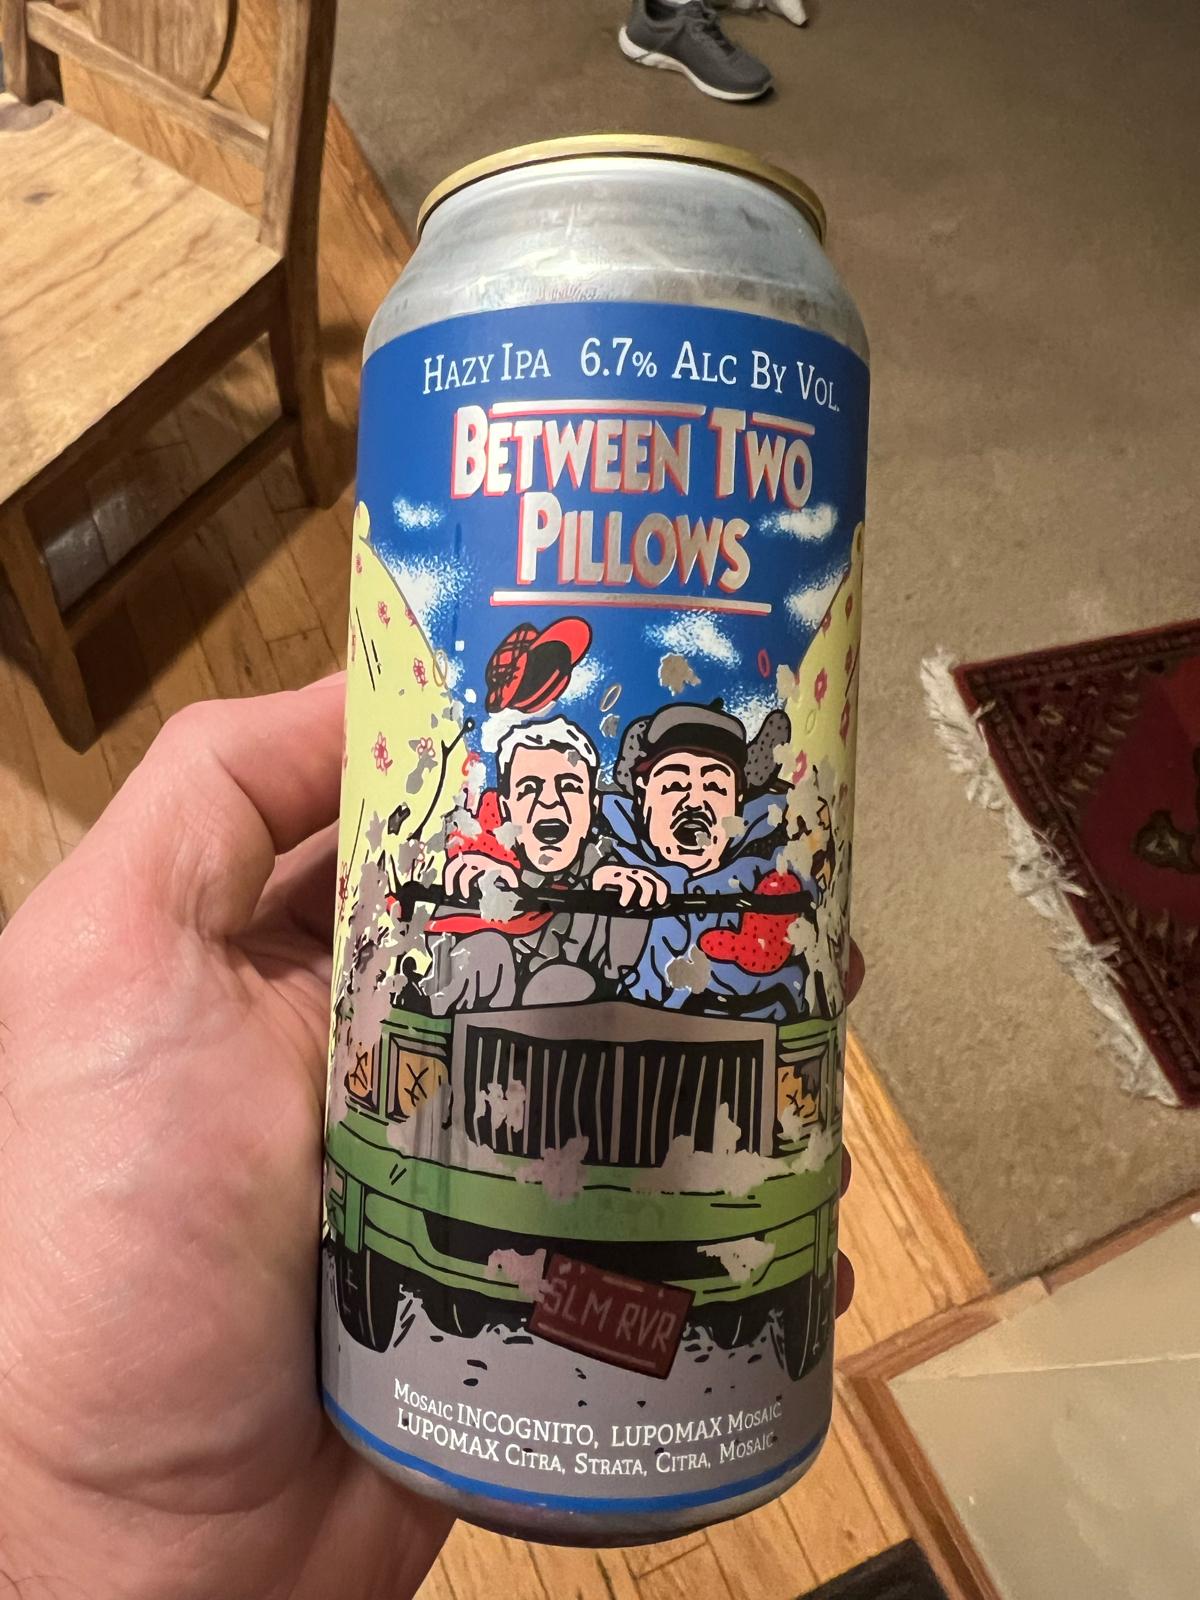 HAZY IPA 6.7% ALC BY VOL.
BETWEEN TWO
PILLOWS
SLM RVR
MOSAIC INCOGNITO, LUPOMAX MOSAIC
LUPOMAX CITRA, STRATA, CITRA, MOSAIC